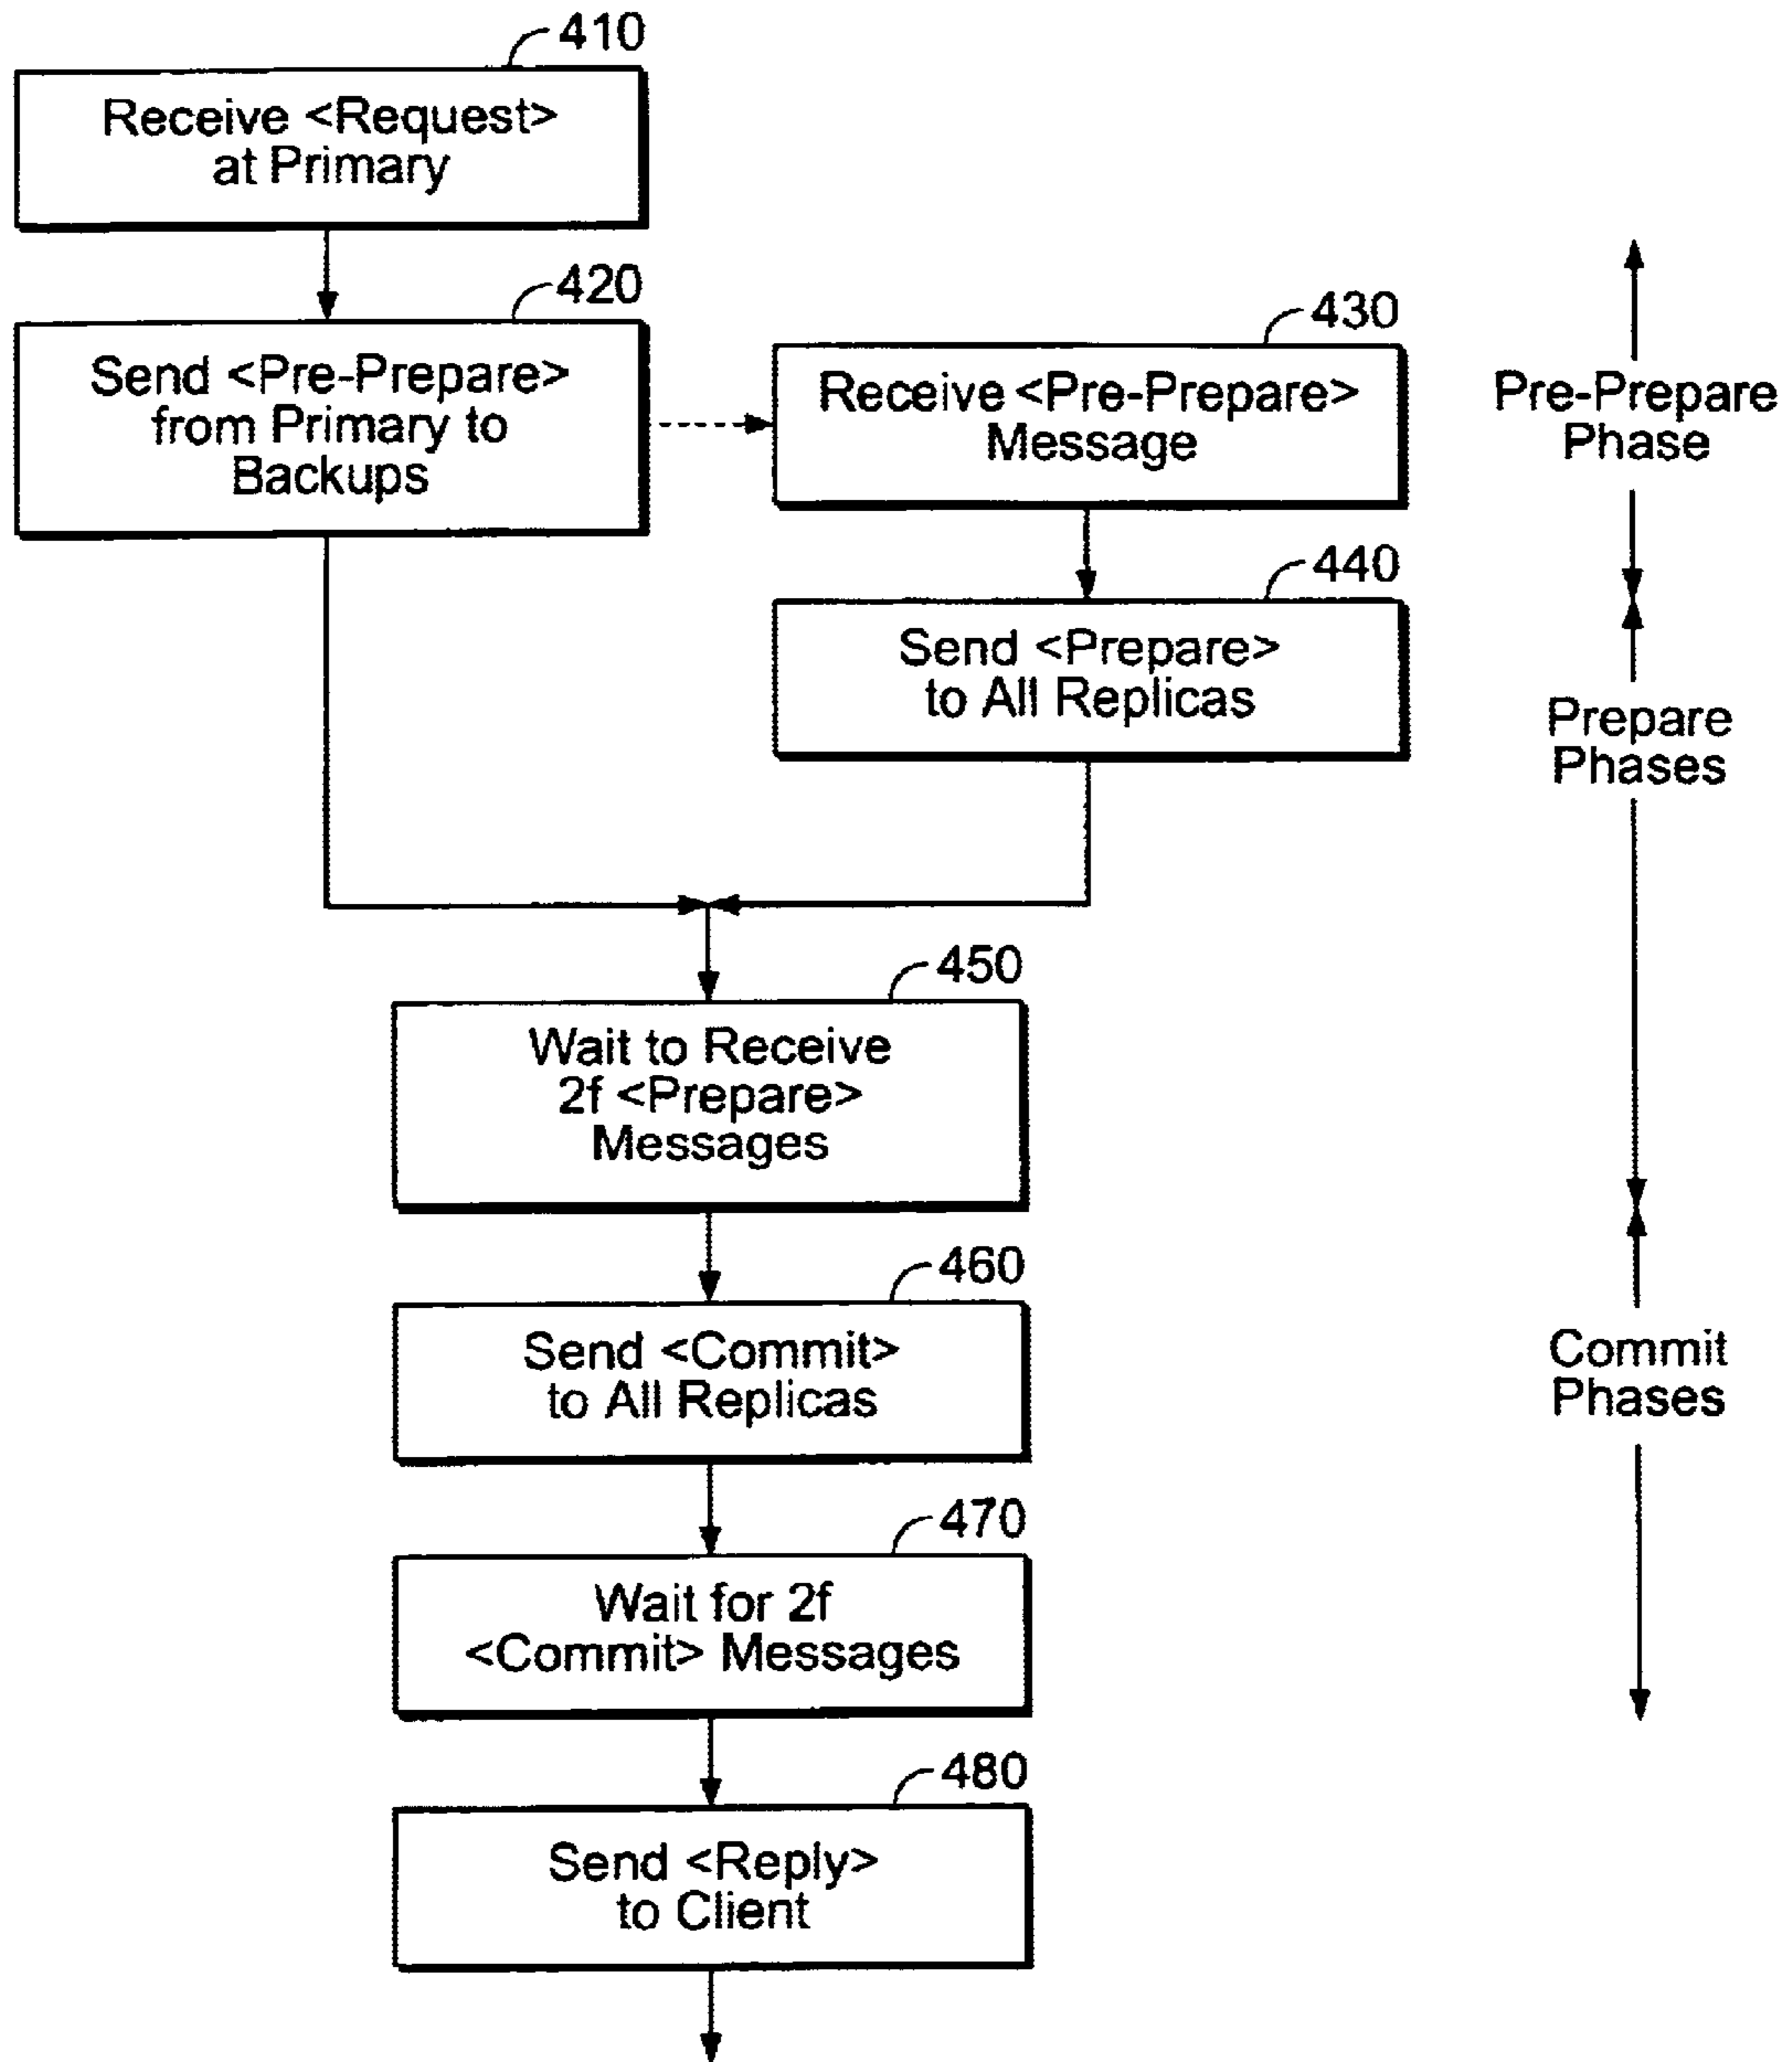 410
Receive <Request>
at Primary
420
Send <Pre-Prepare>
from Primary to
Backups
430
Receive <Pre-Prepare>
Message
Pre-Prepare
Phase
440
Send <Prepare>
to All Replicas
Prepare
Phases
450
Wait to Receive
2f <Prepare>
Messages
460
Send <Commit>
to All Replicas
Commit
Phases
470
Wait for 2f
<Commit> Messages
480
Send <Reply>
to Client